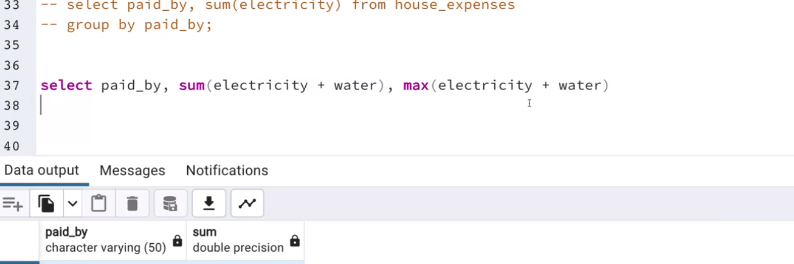 33 -- select paid_by, sum(electricity) from house_expenses
34 -- group by paid_by;
35
36
37 select paid_by, sum(electricity + water), max(electricity + water)
38
39
40
Data output Messages Notifications
paid_by sum
character varying (50) double precision